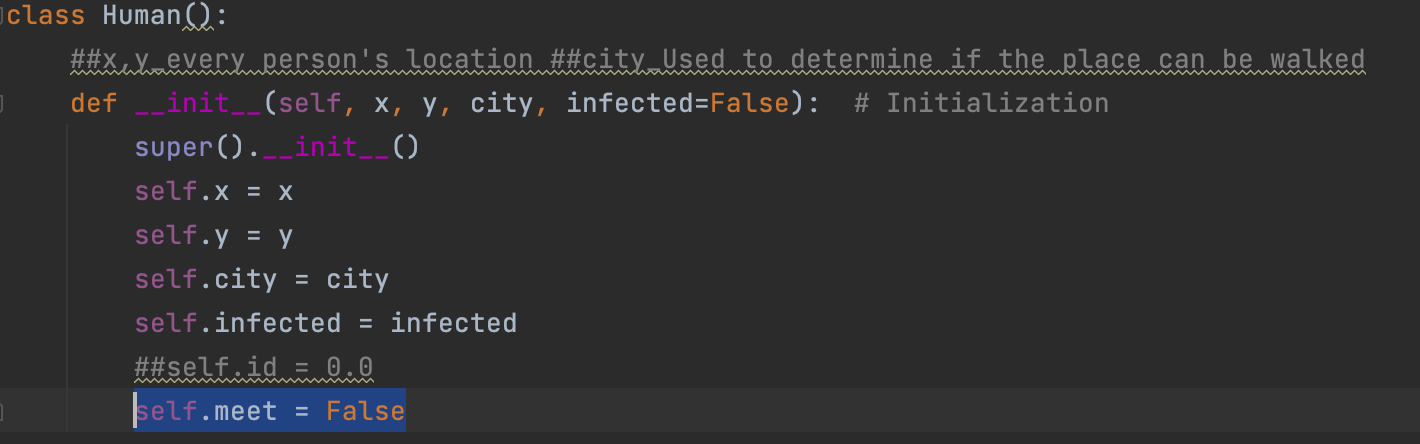 class Human():
##x,y_every person's location ##city_Used to determine if the place can be walked
def __init__(self, x, y, city, infected=False):  # Initialization
super().__init__()
self.x = x
self.y = y
self.city = city
self.infected = infected
##self.id = 0.0
self.meet = False